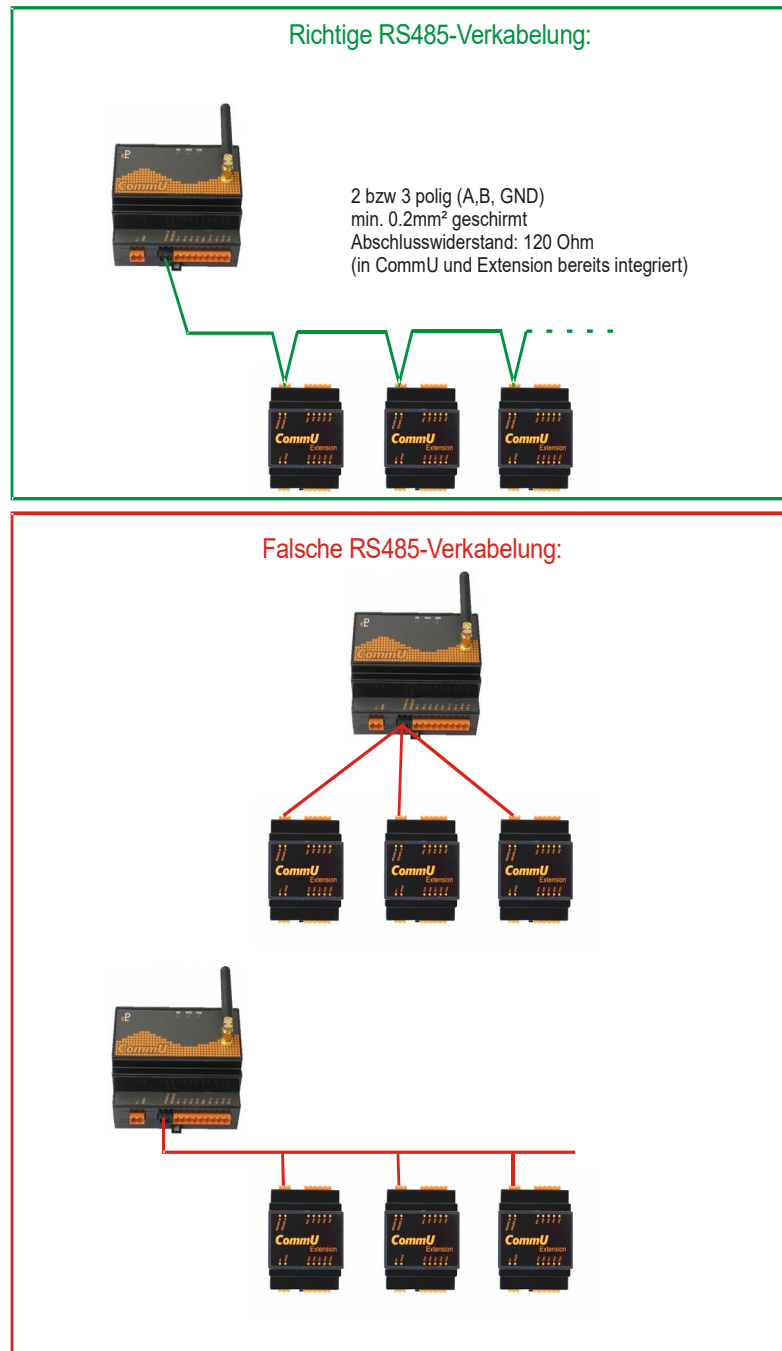 Richtige RS485-Verkabelung:
CommU
2 bzw 3 polig (A,B, GND)
min. 0.2mm² geschirmt
Abschlusswiderstand: 120 Ohm
(in CommU und Extension bereits integriert)
CommU
Extension
CommU
Extension
CommU
Extension
Falsche RS485-Verkabelung:
CommU
CommU
Extension
CommU
Extension
CommU
Extension
CommU
CommU
Extension
CommU
Extension
CommU
Extension